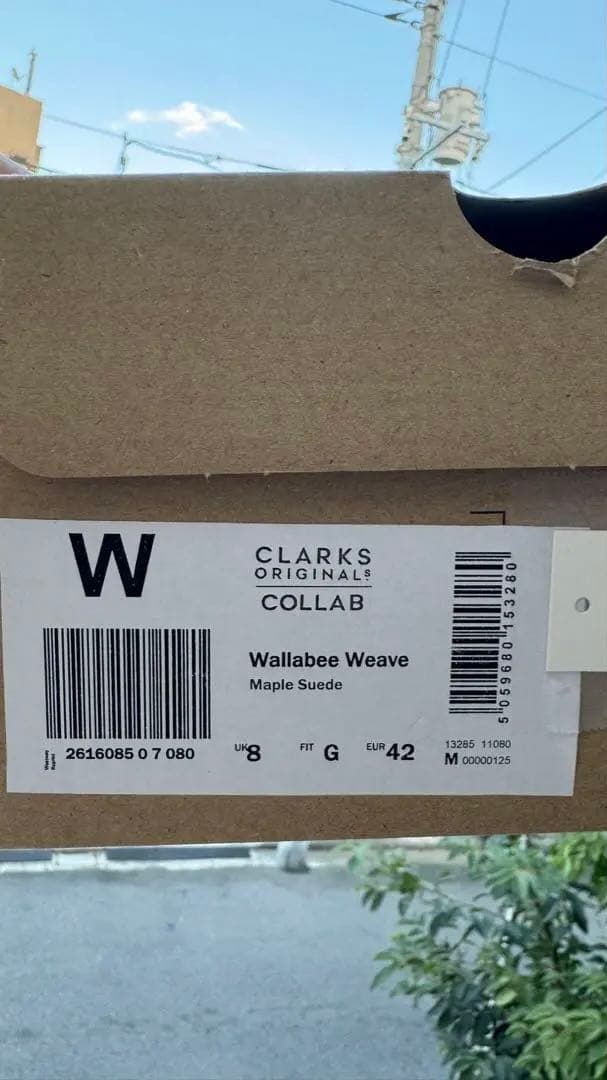 W
CLARKS
ORIGINALS
COLLAB
Wallabee Weave
Maple Suede
2616085 0 7 080
UK 8
FIT G
EUR 42
13285 11080
M 00000125
5 059680 153280